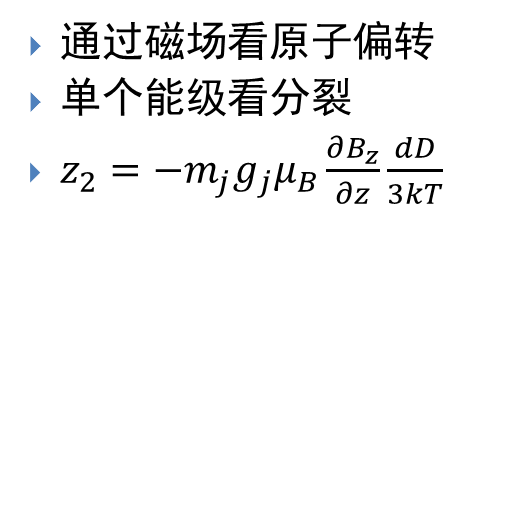 通过磁场看原子偏转
单个能级看分裂
z₂ = −m_j g_j μ_B ∂B_z/∂z dD/3kT